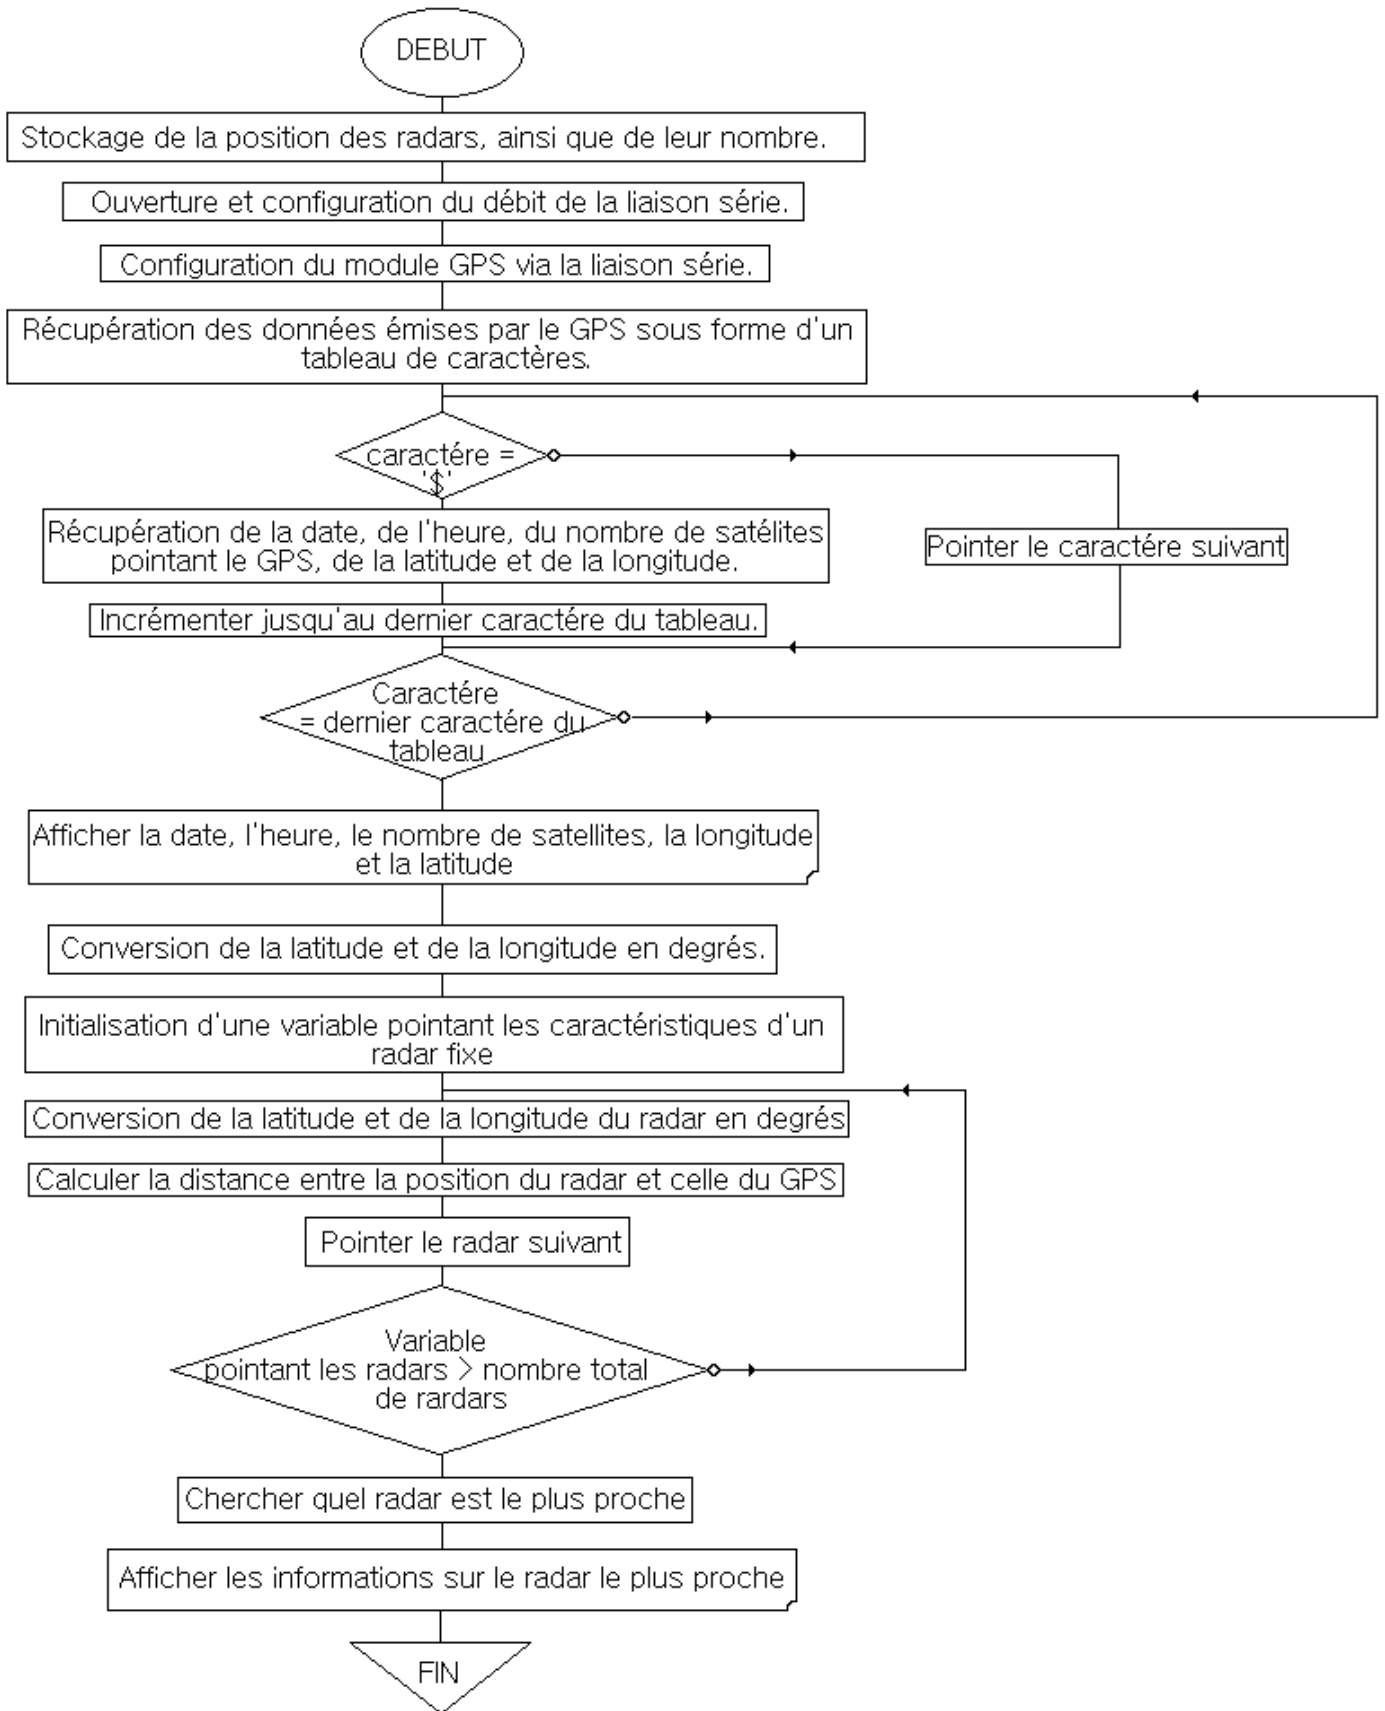 DEBUT
Stockage de la position des radars, ainsi que de leur nombre.
Ouverture et configuration du débit de la liaison série.
Configuration du module GPS via la liaison série.
Récupération des données émises par le GPS sous forme d'un
tableau de caractères.
caractére =
'$'
Récupération de la date, de l'heure, du nombre de satélites
pointant le GPS, de la latitude et de la longitude.
Pointer le caractére suivant
Incrémenter jusqu'au dernier caractére du tableau.
Caractére
= dernier caractére du
tableau
Afficher la date, l'heure, le nombre de satellites, la longitude
et la latitude
Conversion de la latitude et de la longitude en degrés.
Initialisation d'une variable pointant les caractéristiques d'un
radar fixe
Conversion de la latitude et de la longitude du radar en degrés
Calculer la distance entre la position du radar et celle du GPS
Pointer le radar suivant
Variable
pointant les radars > nombre total
de rardars
Chercher quel radar est le plus proche
Afficher les informations sur le radar le plus proche
FIN